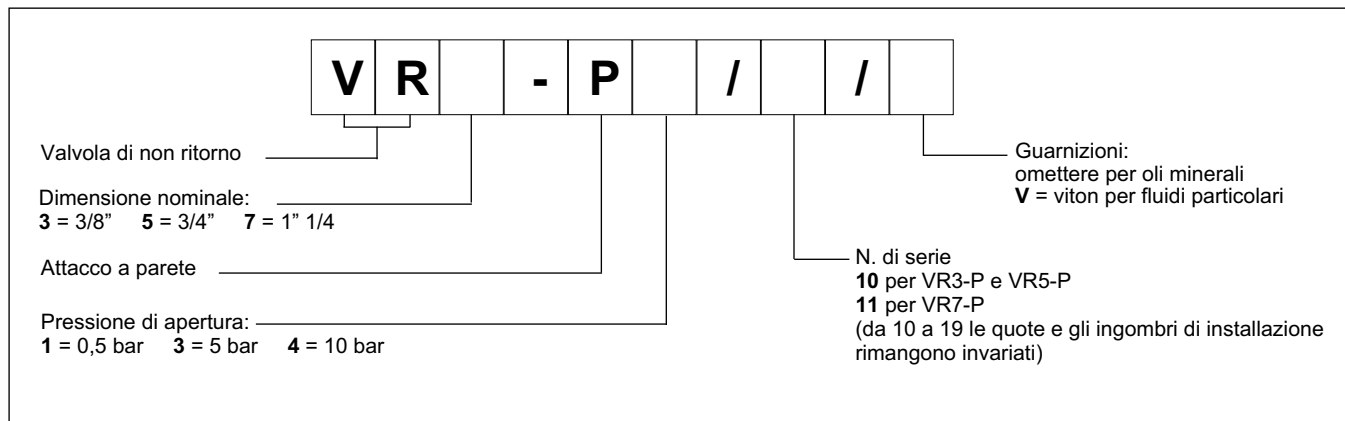 V R - P / /
Valvola di non ritorno
Dimensione nominale:
3 = 3/8” 5 = 3/4” 7 = 1” 1/4
Attacco a parete
Pressione di apertura:
1 = 0,5 bar 3 = 5 bar 4 = 10 bar
Guarnizioni:
omettere per oli minerali
V = viton per fluidi particolari
N. di serie
10 per VR3-P e VR5-P
11 per VR7-P
(da 10 a 19 le quote e gli ingombri di installazione
rimangono invariati)